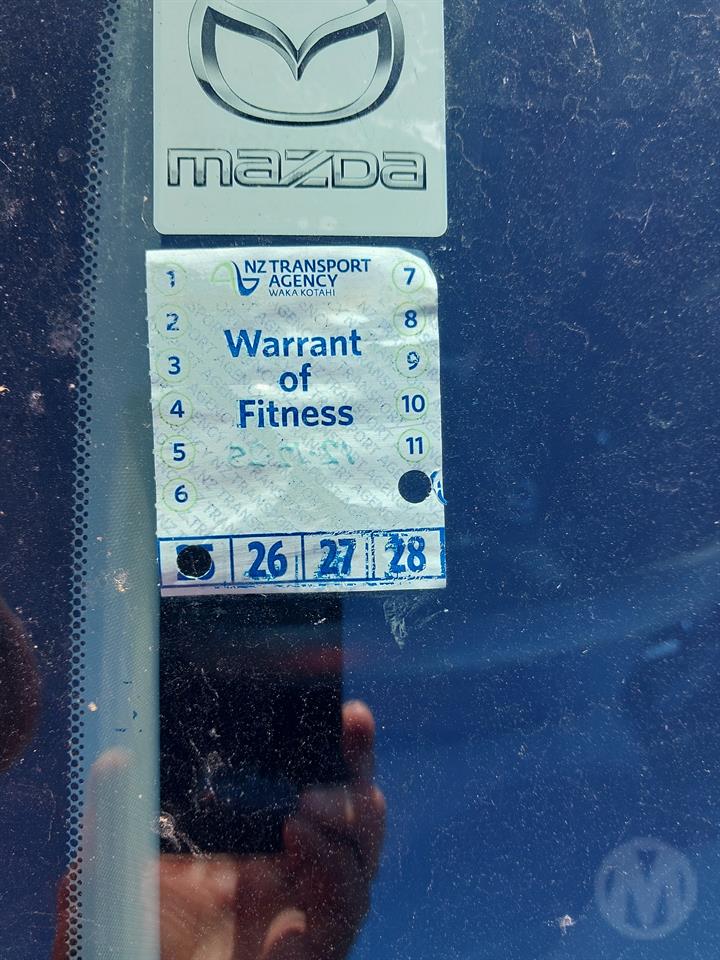 mazda
1 NZ TRANSPORT 7
AGENCY
WAKA KOTAHI
2 8
Warrant
3 9
of
4 Fitness 10
5 11
6
26 27 28
M